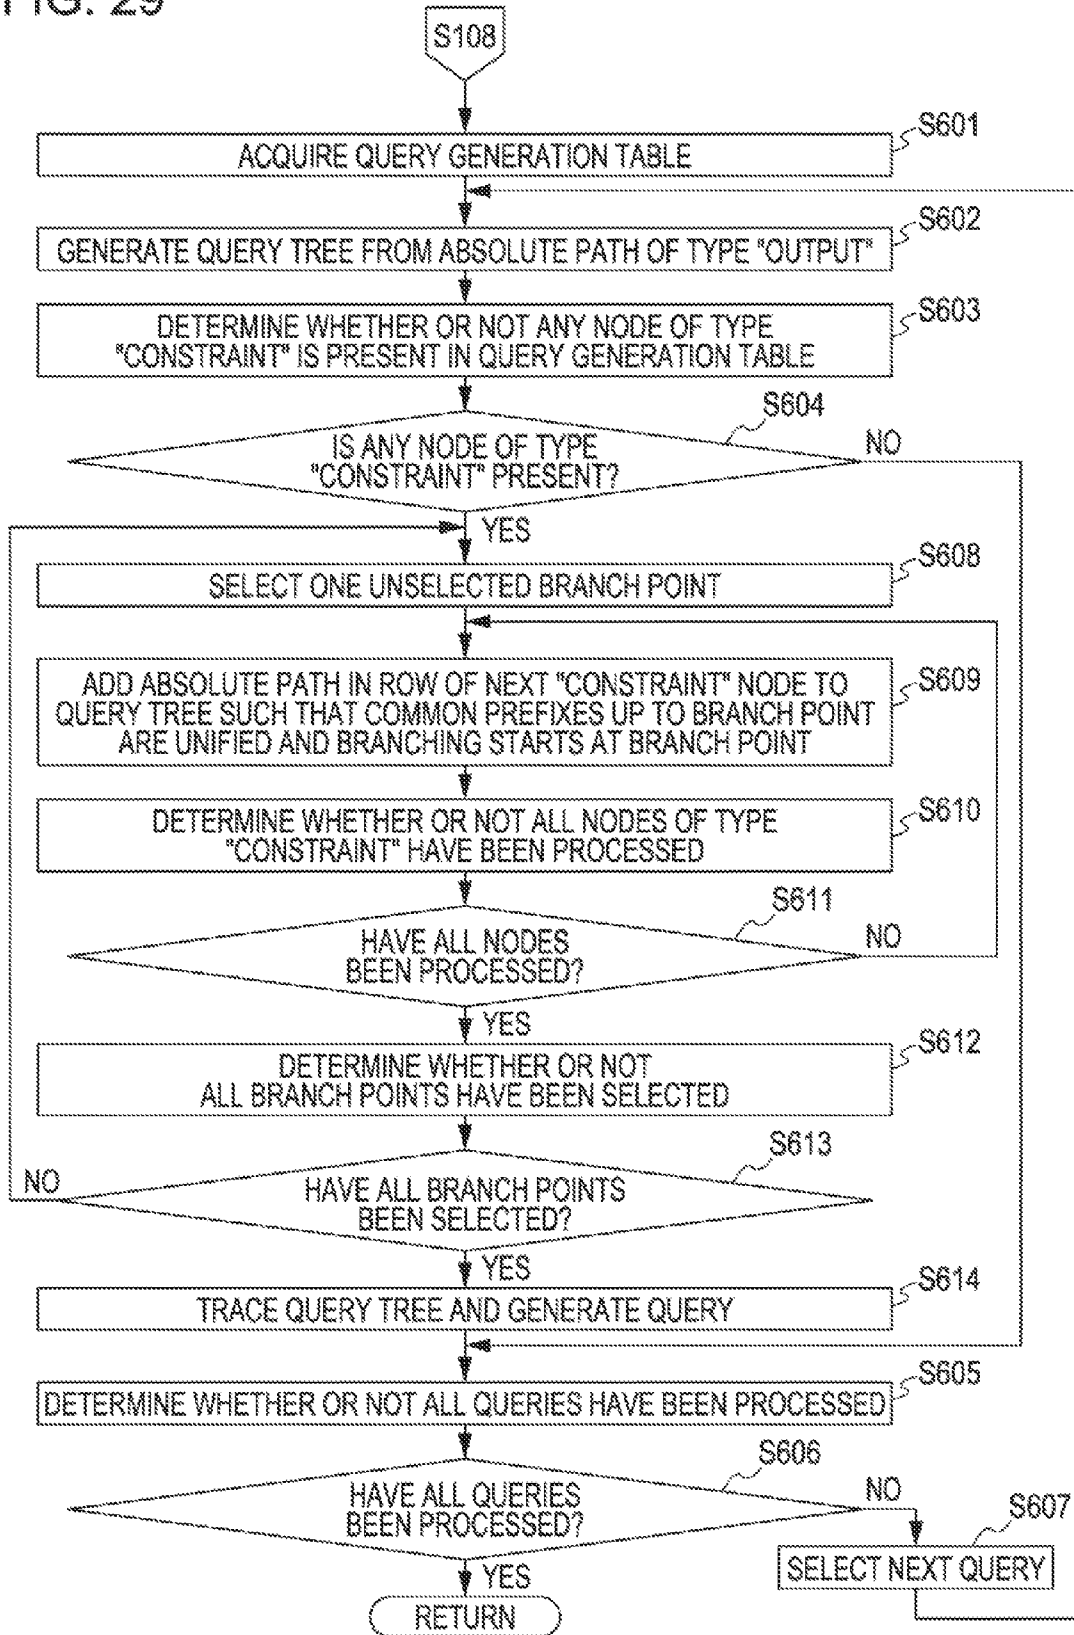 FIG. 29
S108
S601
ACQUIRE QUERY GENERATION TABLE
S602
GENERATE QUERY TREE FROM ABSOLUTE PATH OF TYPE "OUTPUT"
S603
DETERMINE WHETHER OR NOT ANY NODE OF TYPE
"CONSTRAINT" IS PRESENT IN QUERY GENERATION TABLE
S604
IS ANY NODE OF TYPE
"CONSTRAINT" PRESENT?
NO
YES
S608
SELECT ONE UNSELECTED BRANCH POINT
S609
ADD ABSOLUTE PATH IN ROW OF NEXT "CONSTRAINT" NODE TO
QUERY TREE SUCH THAT COMMON PREFIXES UP TO BRANCH POINT
ARE UNIFIED AND BRANCHING STARTS AT BRANCH POINT
S610
DETERMINE WHETHER OR NOT ALL NODES OF TYPE
"CONSTRAINT" HAVE BEEN PROCESSED
S611
HAVE ALL NODES
BEEN PROCESSED?
NO
YES
S612
DETERMINE WHETHER OR NOT
ALL BRANCH POINTS HAVE BEEN SELECTED
S613
NO
HAVE ALL BRANCH POINTS
BEEN SELECTED?
YES
S614
TRACE QUERY TREE AND GENERATE QUERY
S605
DETERMINE WHETHER OR NOT ALL QUERIES HAVE BEEN PROCESSED
S606
HAVE ALL QUERIES
BEEN PROCESSED?
NO
S607
SELECT NEXT QUERY
YES
RETURN